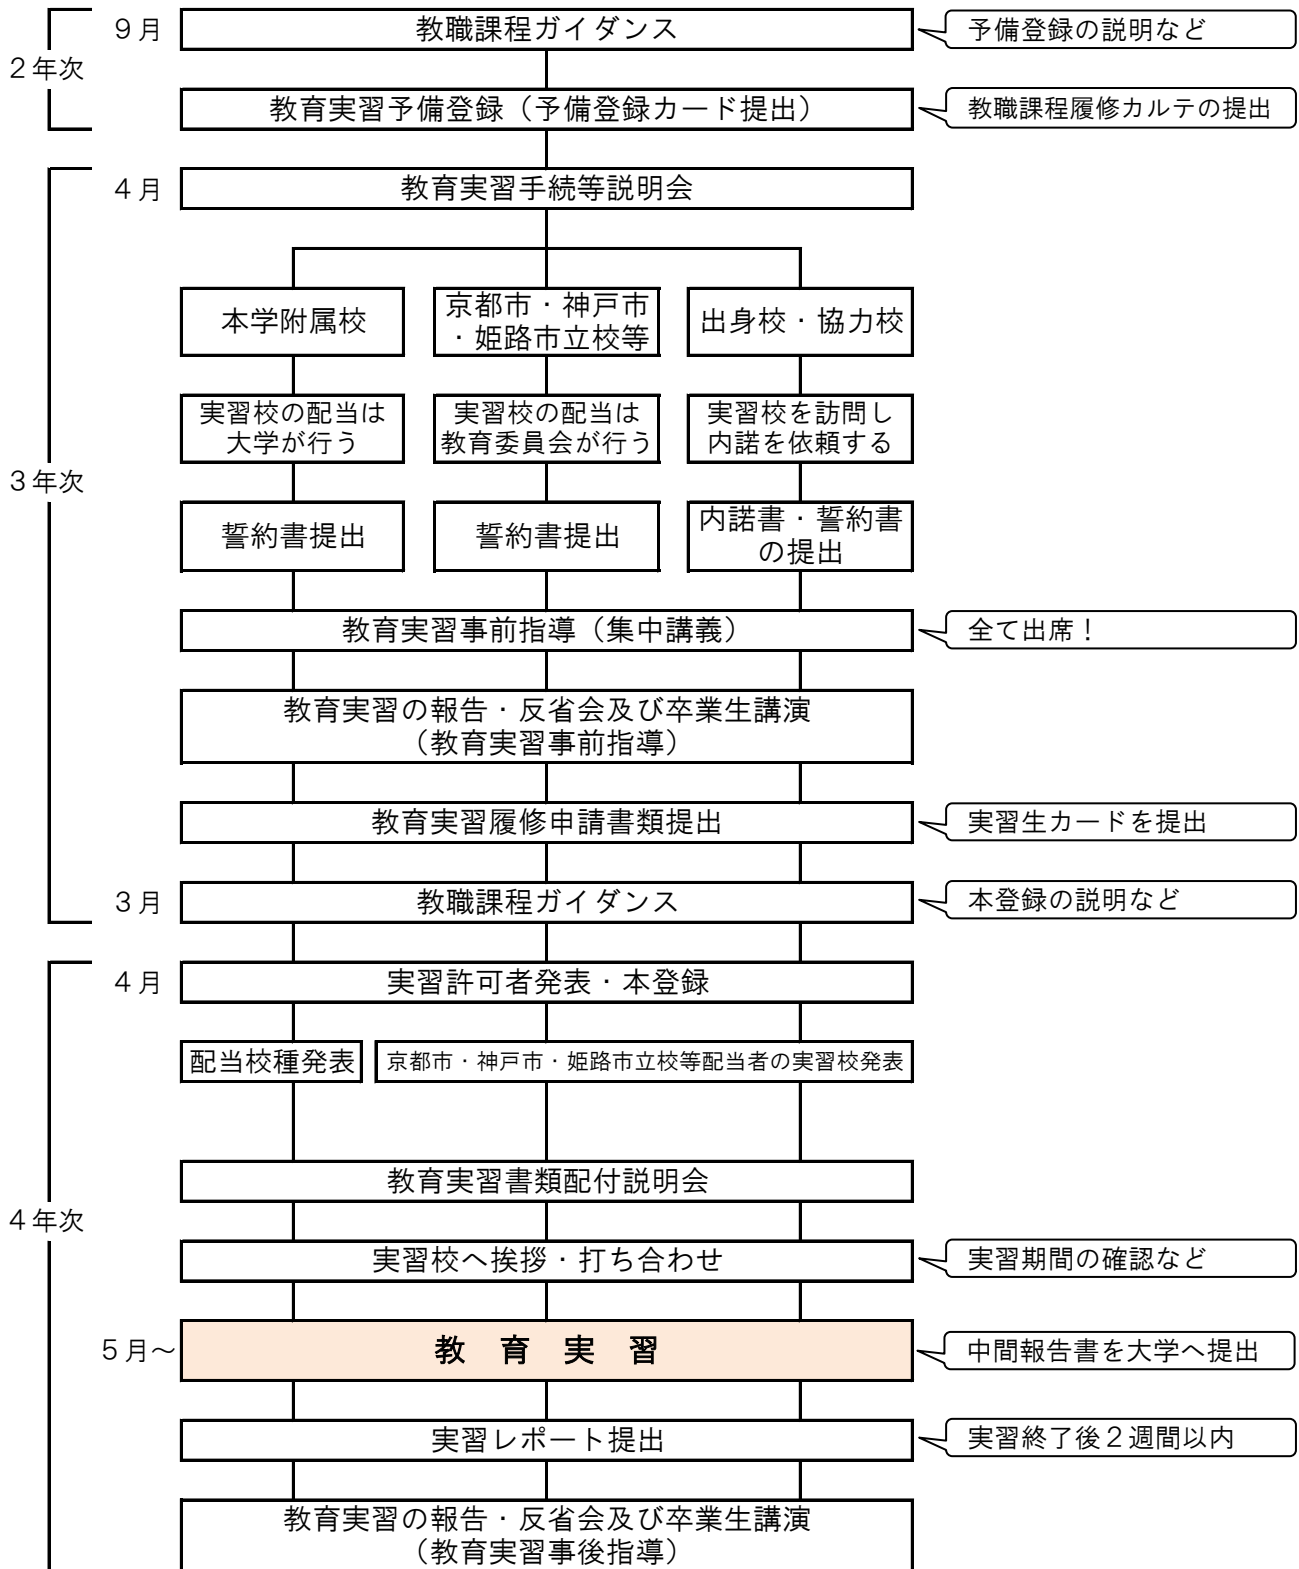 ９月
教職課程ガイダンス
予備登録の説明など
２年次
教育実習予備登録（予備登録カード提出）
教職課程履修カルテの提出
４月
教育実習手続等説明会
本学附属校
京都市・神戸市
・姫路市立校等
出身校・協力校
実習校の配当は
大学が行う
実習校の配当は
教育委員会が行う
実習校を訪問し
内諾を依頼する
３年次
誓約書提出
誓約書提出
内諾書・誓約書
の提出
教育実習事前指導（集中講義）
全て出席！
教育実習の報告・反省会及び卒業生講演
（教育実習事前指導）
教育実習履修申請書類提出
実習生カードを提出
３月
教職課程ガイダンス
本登録の説明など
４月
実習許可者発表・本登録
配当校種発表
京都市・神戸市・姫路市立校等配当者の実習校発表
教育実習書類配付説明会
４年次
実習校へ挨拶・打ち合わせ
実習期間の確認など
５月～
教　育　実　習
中間報告書を大学へ提出
実習レポート提出
実習終了後２週間以内
教育実習の報告・反省会及び卒業生講演
（教育実習事後指導）